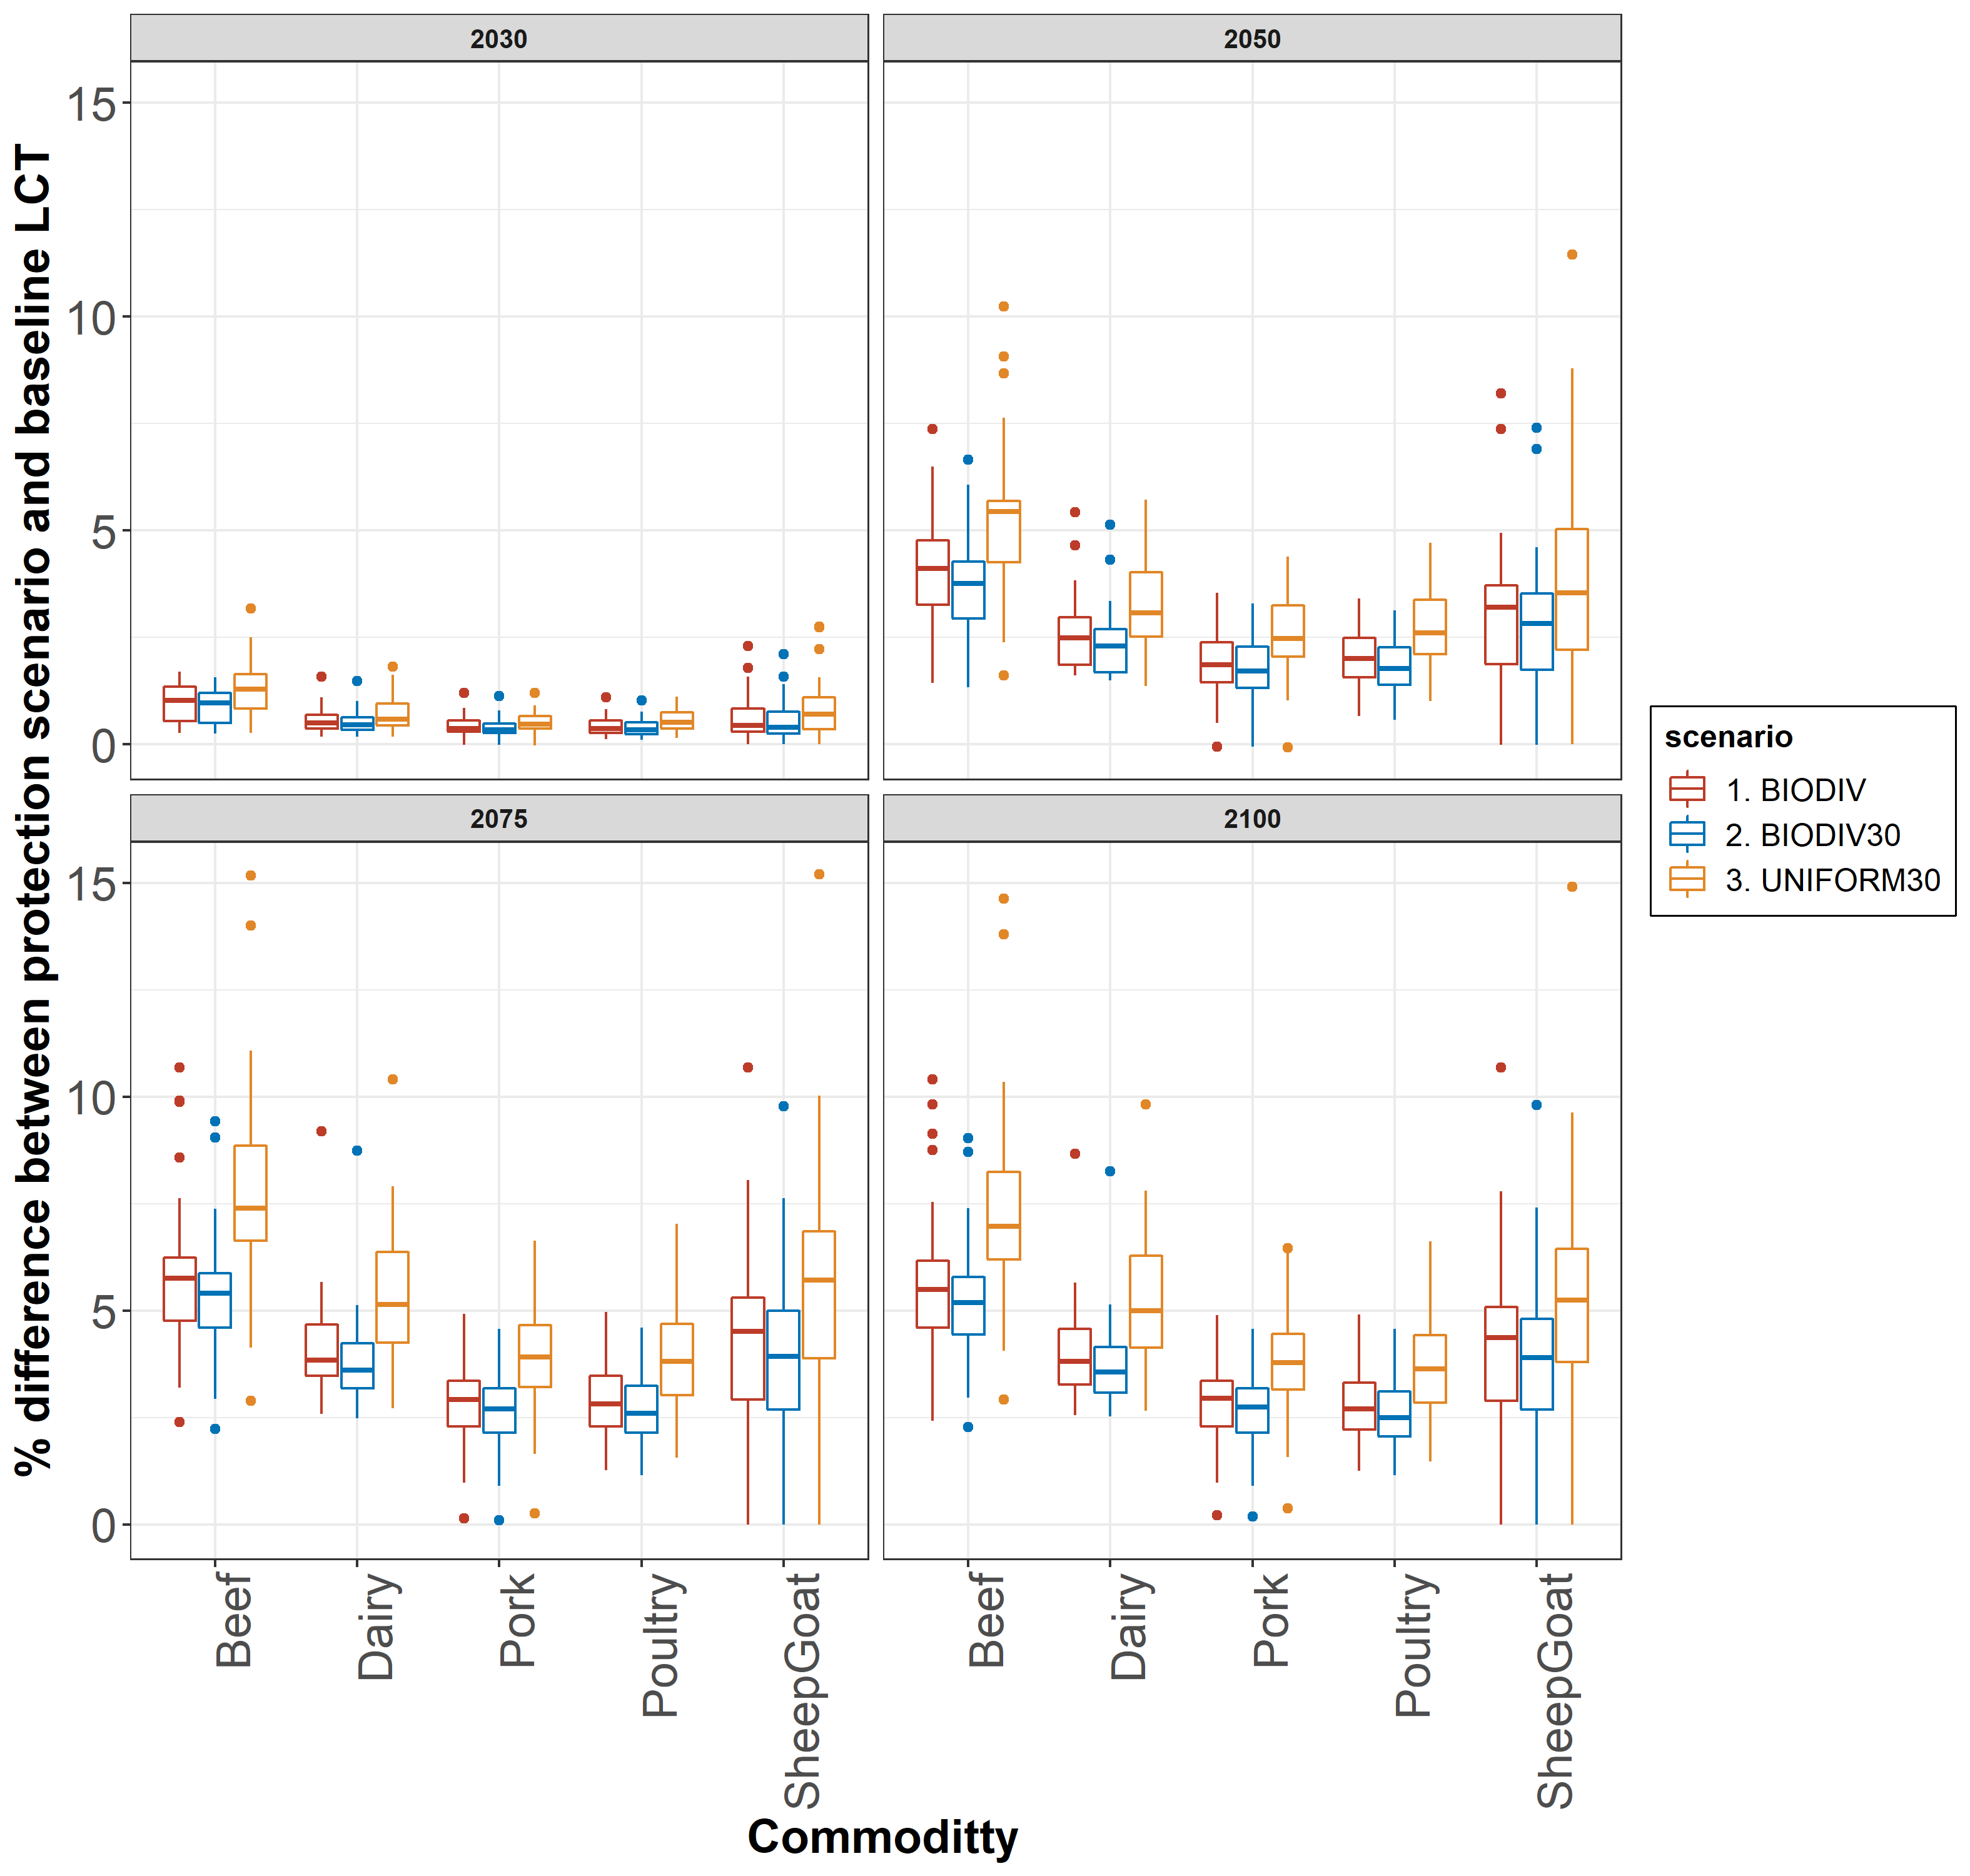 % difference between protection scenario and baseline LCT
2030
2050
15
10
5
0
2075
2100
15
10
5
0
Beef
Dairy
Pork
Poultry
SheepGoat
Beef
Dairy
Pork
Poultry
SheepGoat
Commoditty
scenario
1. BIODIV
2. BIODIV30
3. UNIFORM30